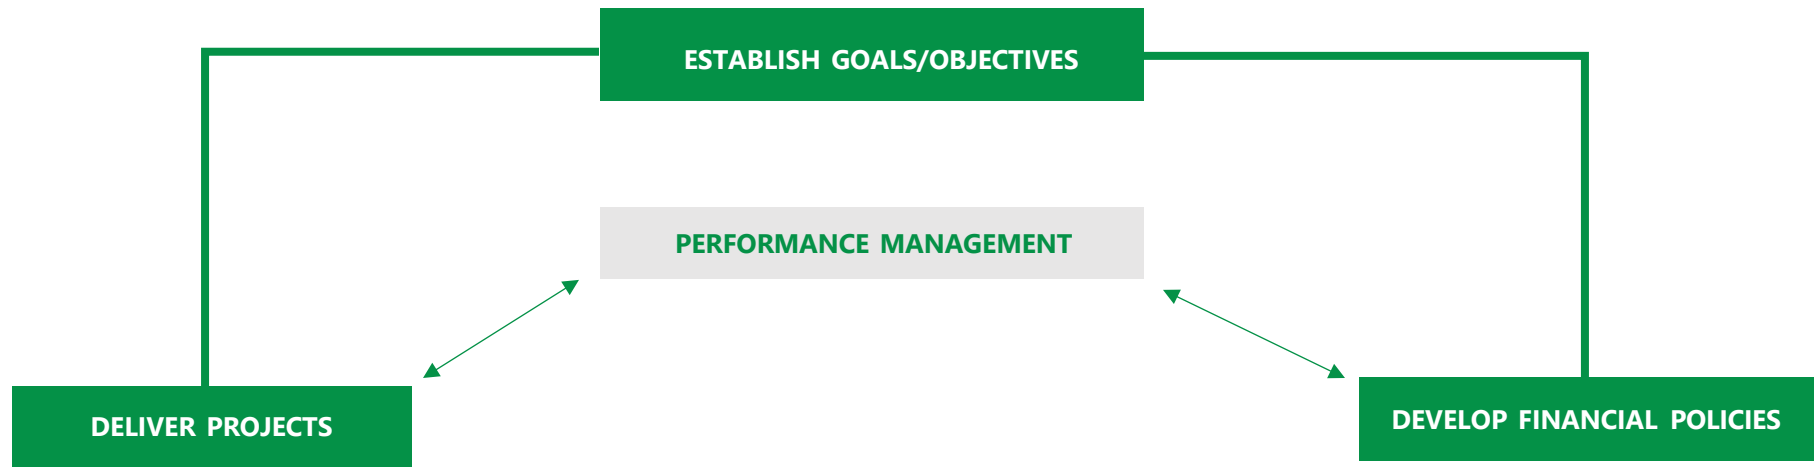 ESTABLISH GOALS/OBJECTIVES
PERFORMANCE MANAGEMENT
DELIVER PROJECTS
DEVELOP FINANCIAL POLICIES